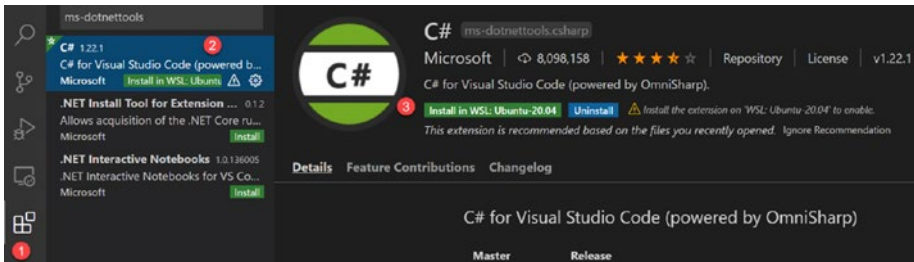 ms-dotnettools
C# 1.22.1
2
C# for Visual Studio Code (powered b...
Microsoft Install in WSL: Ubuntu
.NET Install Tool for Extension ... 0.1.2
Allows acquisition of the .NET Core ru...
Microsoft Install
.NET Interactive Notebooks 1.0.136005
.NET Interactive Notebooks for VS Co...
Microsoft Install
1
C#
C# ms-dotnettools.csharp
Microsoft 8,098,158 Repository License v1.22.1
C# for Visual Studio Code (powered by OmniSharp).
3 Install in WSL: Ubuntu-20.04 Uninstall Install the extension on 'WSL: Ubuntu-20.04' to enable.
This extension is recommended based on the files you recently opened. Ignore Recommendation
Details Feature Contributions Changelog
C# for Visual Studio Code (powered by OmniSharp)
Master Release